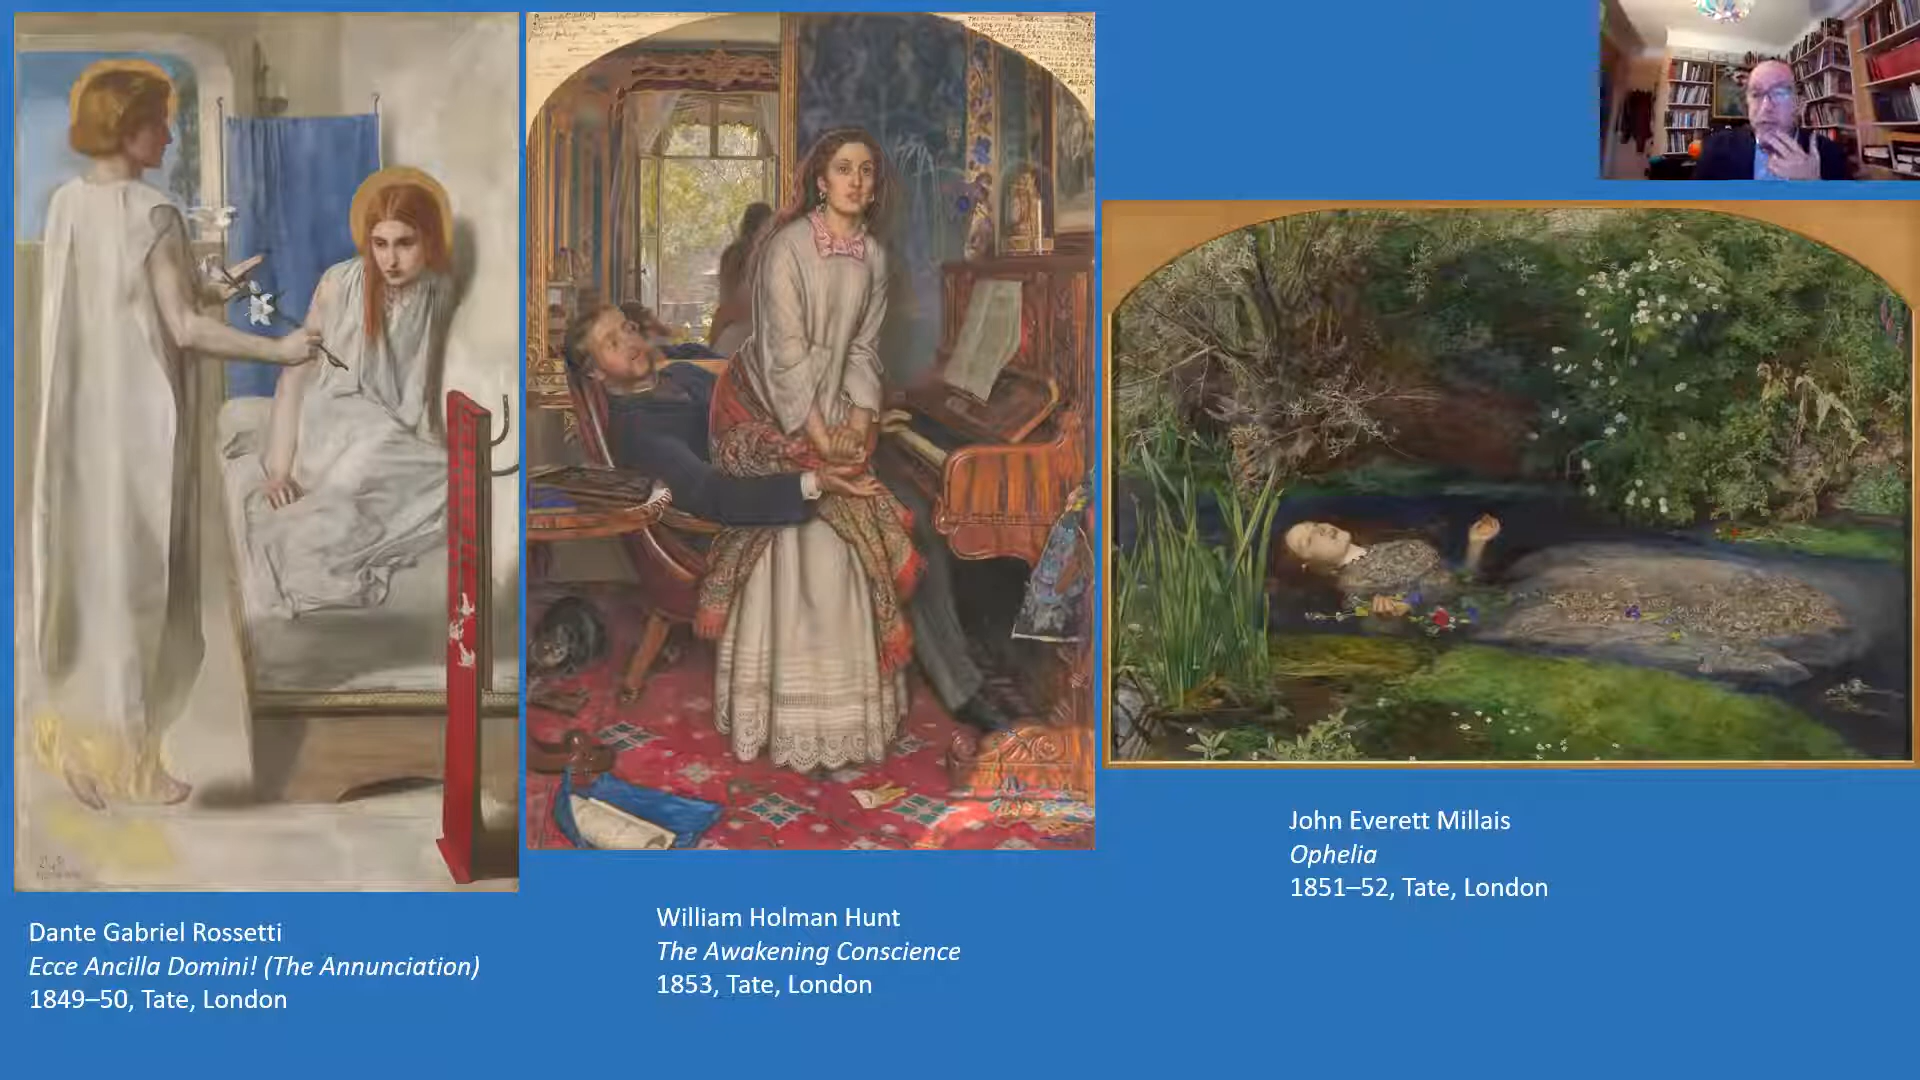 Dante Gabriel Rossetti
Ecce Ancilla Domini! (The Annunciation)
1849–50, Tate, London
William Holman Hunt
The Awakening Conscience
1853, Tate, London
John Everett Millais
Ophelia
1851–52, Tate, London